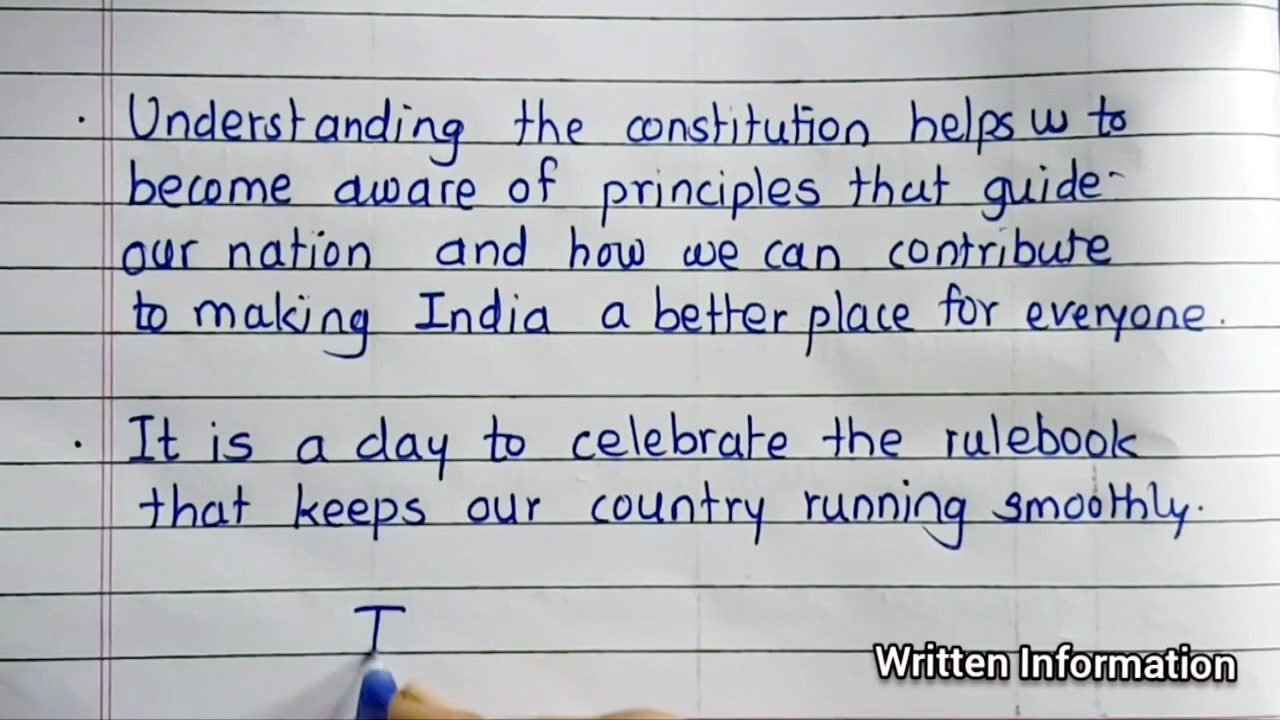 · Understanding the constitution helps us to
become aware of principles that guide
our nation and how we can contribute
to making India a better place for everyone.
· It is a day to celebrate the rulebook
that keeps our country running smoothly.
T
Written Information